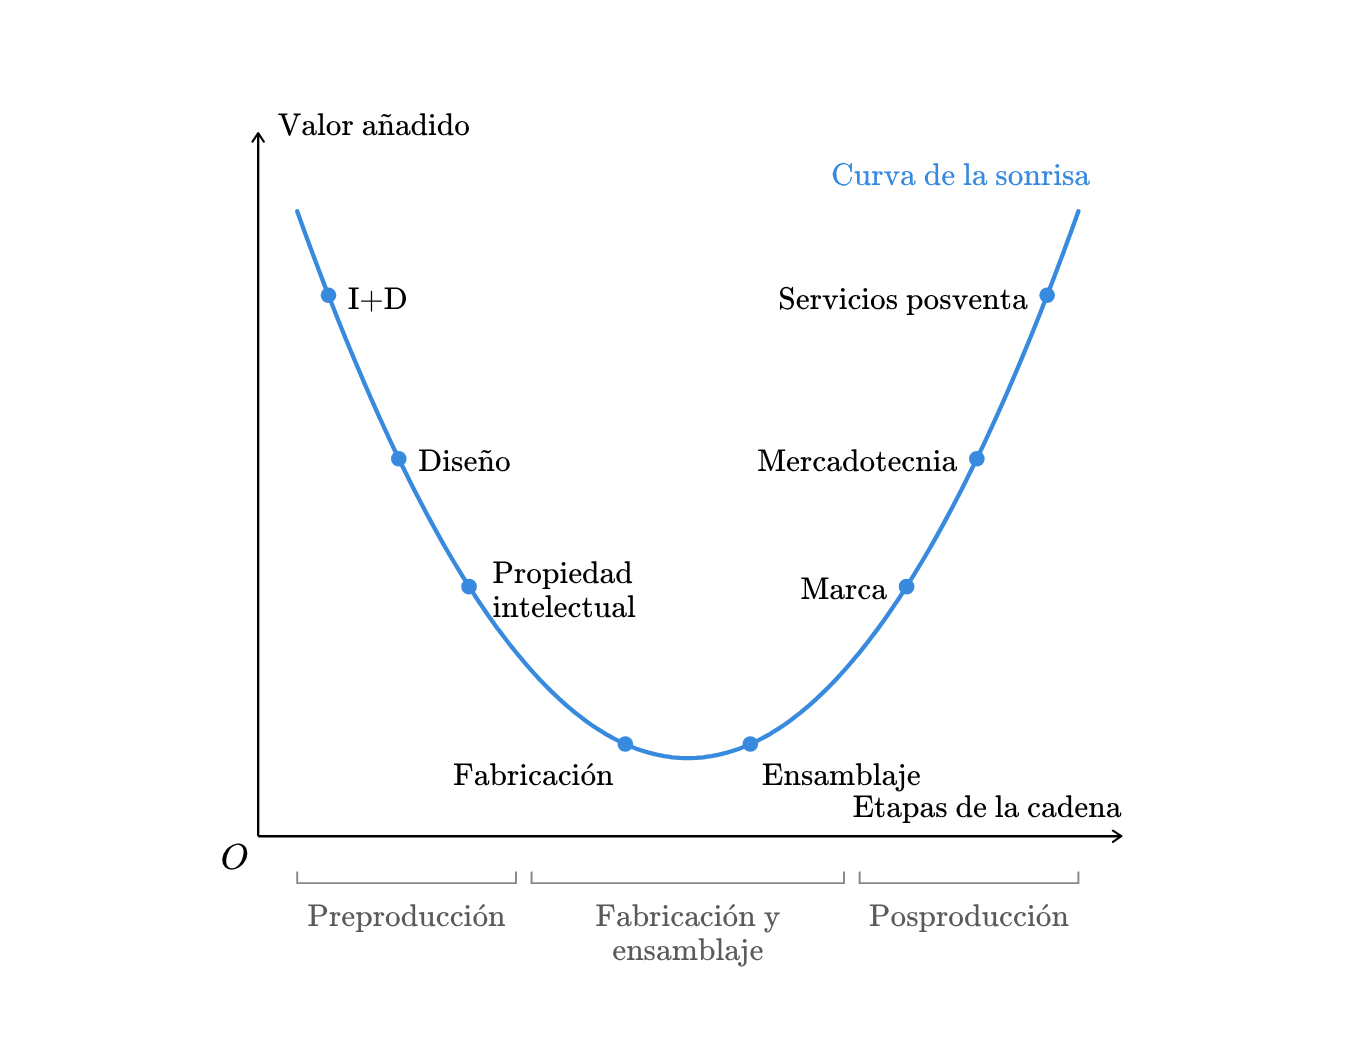 Valor añadido
Curva de la sonrisa
I+D
Servicios posventa
Diseño
Mercadotecnia
Propiedad
intelectual
Marca
Fabricación
Ensamblaje
Etapas de la cadena
O
Preproducción
Fabricación y
ensamblaje
Posproducción